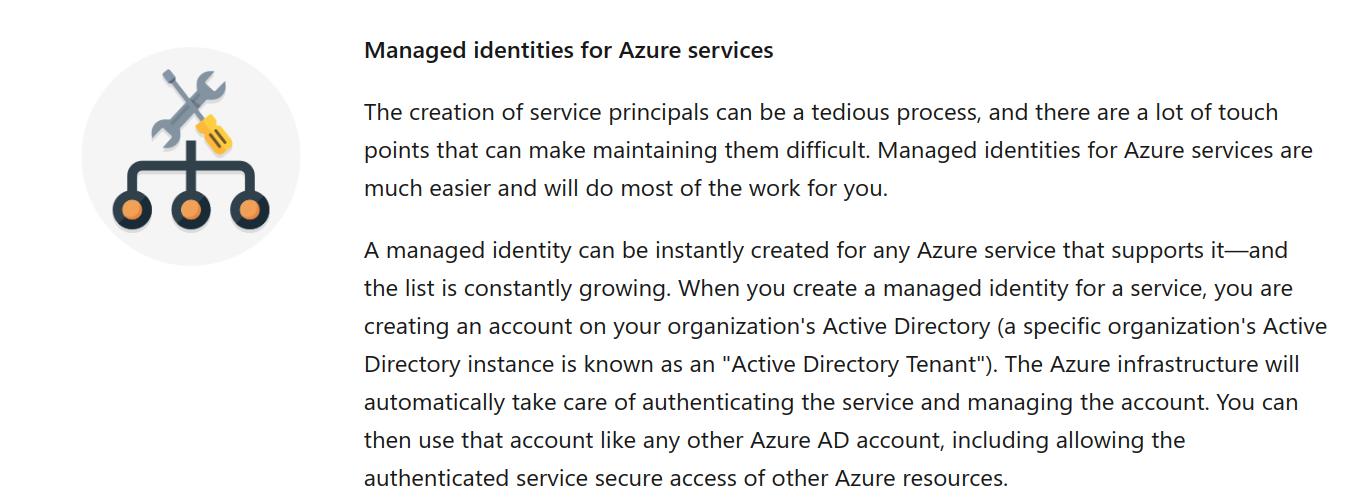 Managed identities for Azure services
The creation of service principals can be a tedious process, and there are a lot of touch
points that can make maintaining them difficult. Managed identities for Azure services are
much easier and will do most of the work for you.
A managed identity can be instantly created for any Azure service that supports it—and
the list is constantly growing. When you create a managed identity for a service, you are
creating an account on your organization's Active Directory (a specific organization's Active
Directory instance is known as an "Active Directory Tenant"). The Azure infrastructure will
automatically take care of authenticating the service and managing the account. You can
then use that account like any other Azure AD account, including allowing the
authenticated service secure access of other Azure resources.